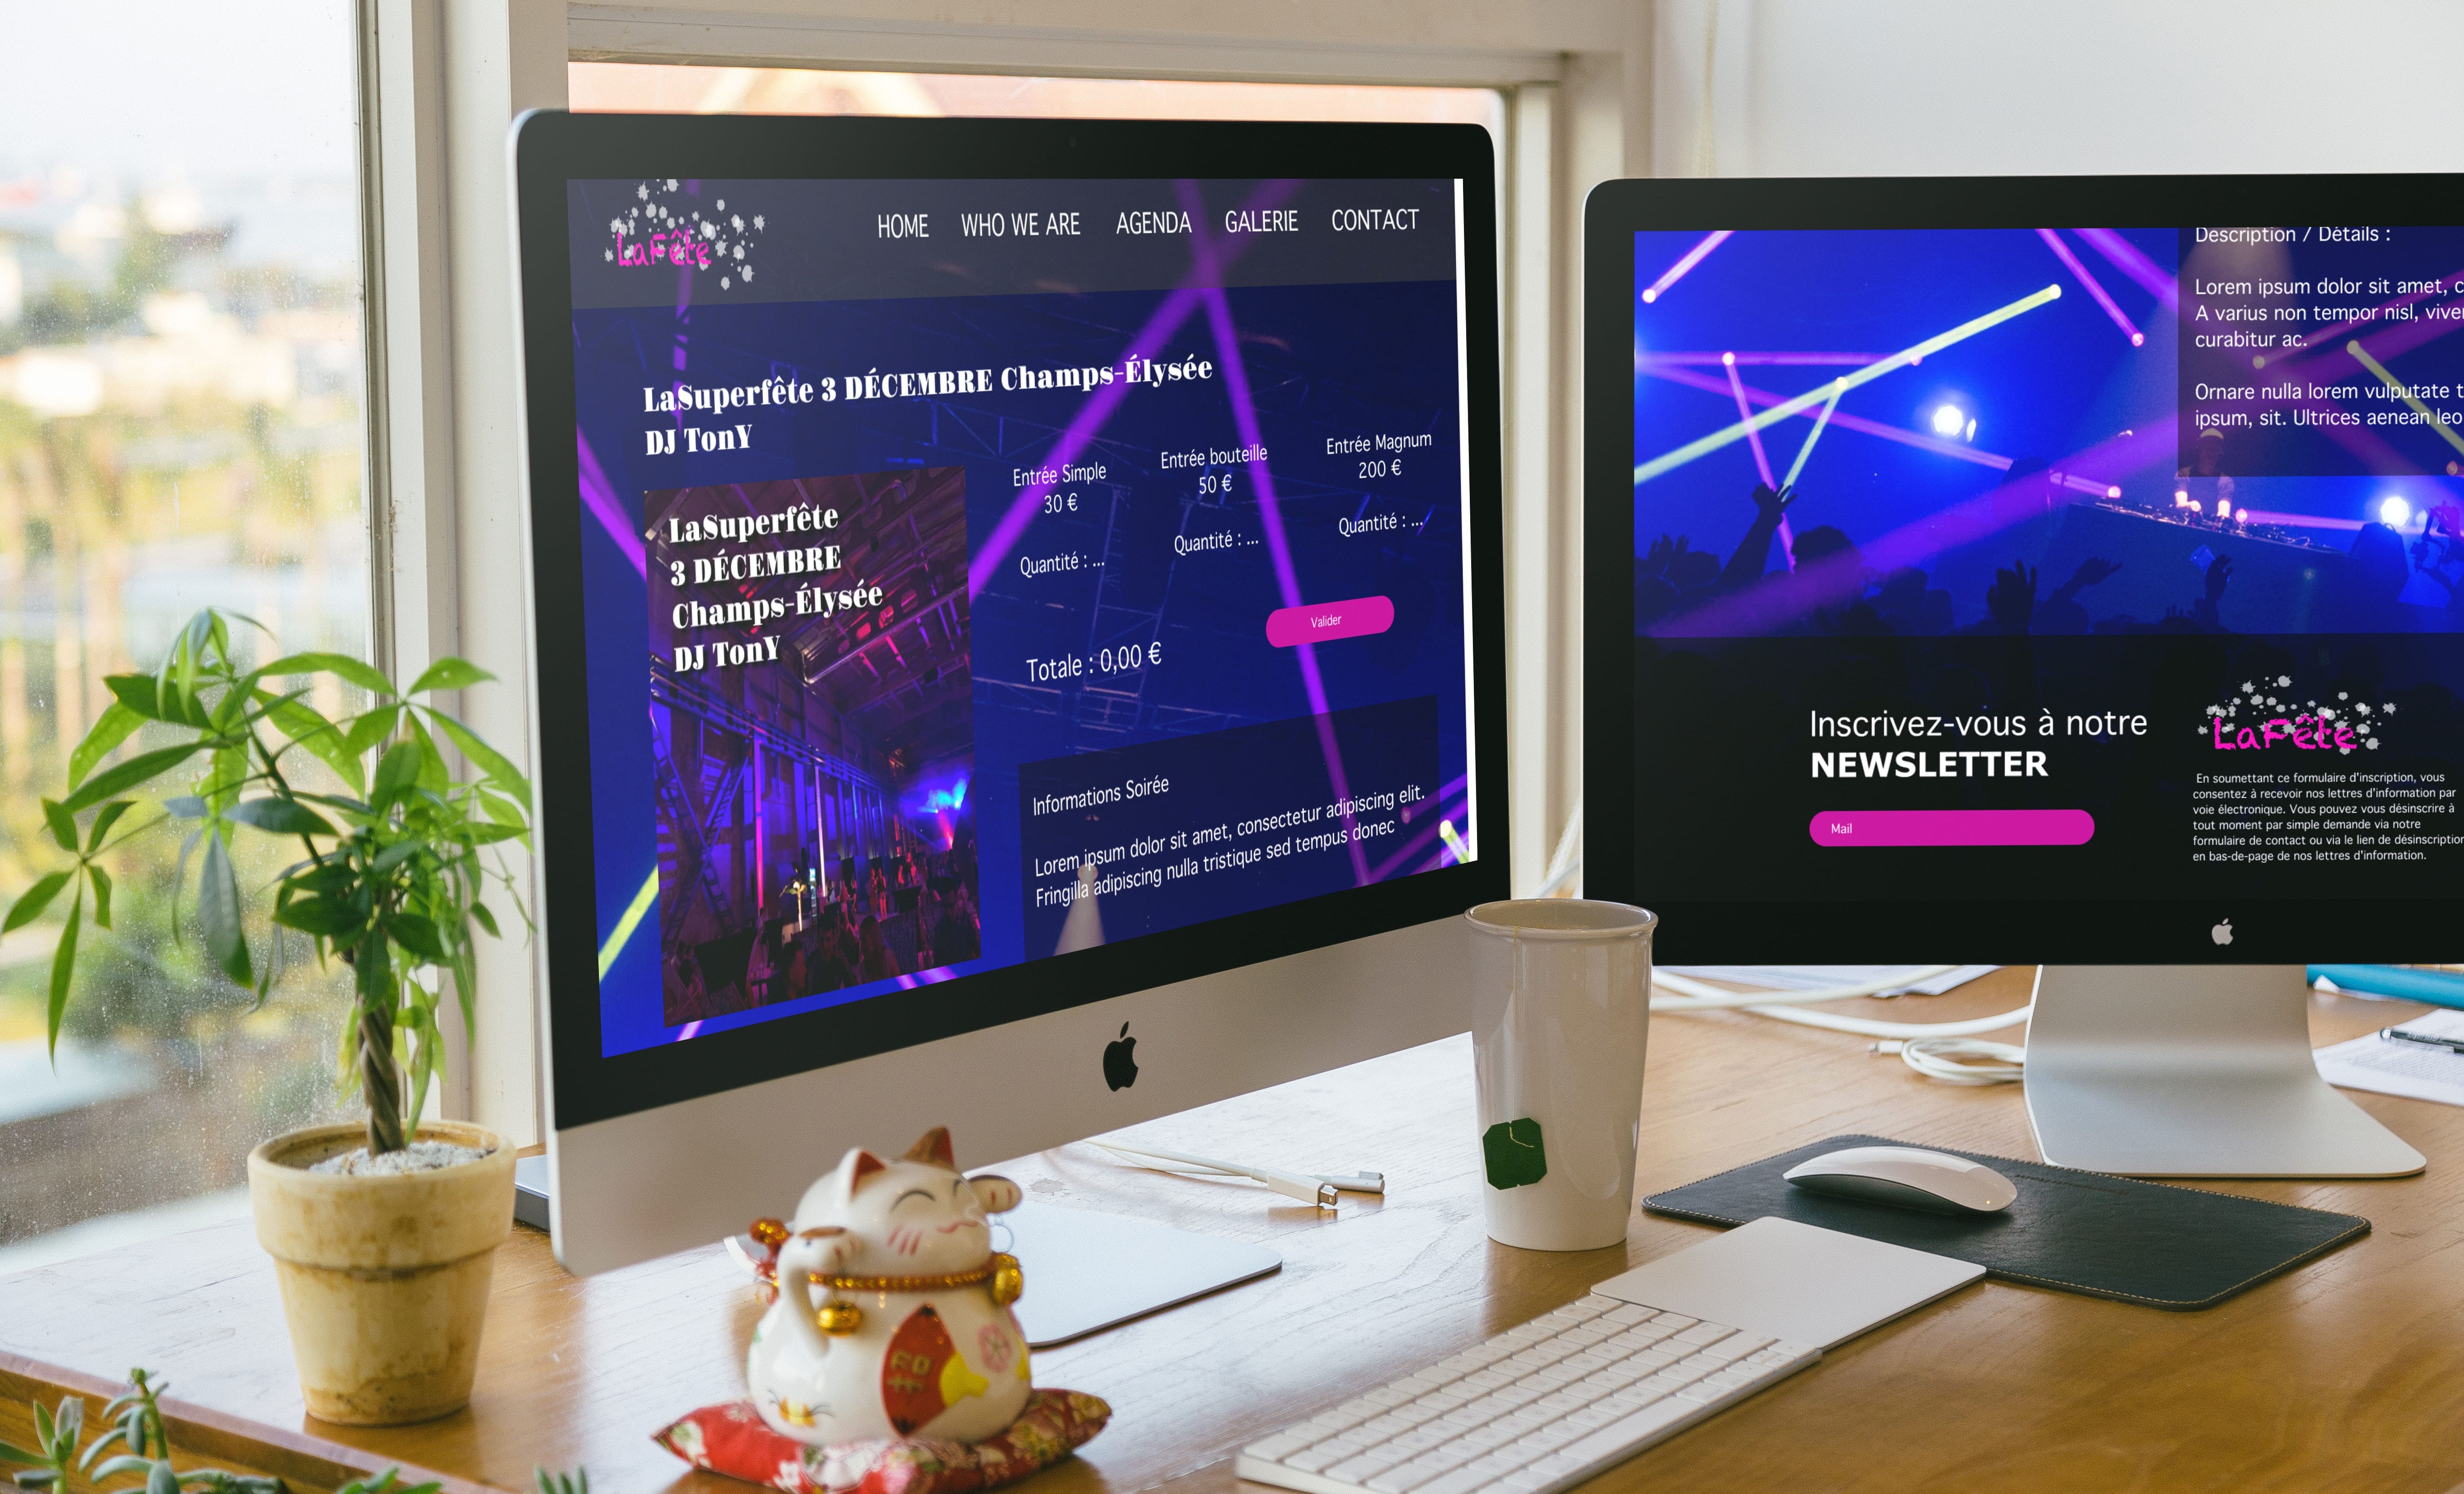 LaFête
HOME WHO WE ARE AGENDA GALERIE CONTACT
LaSuperfête 3 DÉCEMBRE Champs-Élysée
DJ TonY
LaSuperfête
3 DÉCEMBRE
Champs-Élysée
DJ TonY
Entrée Simple
30 €
Quantité : ...
Entrée bouteille
50 €
Quantité : ...
Entrée Magnum
200 €
Quantité : ...
Totale : 0,00 €
Valider
Informations Soirée
Lorem ipsum dolor sit amet, consectetur adipiscing elit.
Fringilla adipiscing nulla tristique sed tempus donec
Description / Détails :
Lorem ipsum dolor sit amet, c
A varius non tempor nisl, vive
curabitur ac.
Ornare nulla lorem vulputate t
ipsum, sit. Ultrices aenean leo
Inscrivez-vous à notre
NEWSLETTER
Mail
LaFête
En soumettant ce formulaire d'inscription, vous
consentez à recevoir nos lettres d'information par
voie électronique. Vous pouvez vous désinscrire à
tout moment par simple demande via notre
formulaire de contact ou via le lien de désinscription
en bas-de-page de nos lettres d'information.